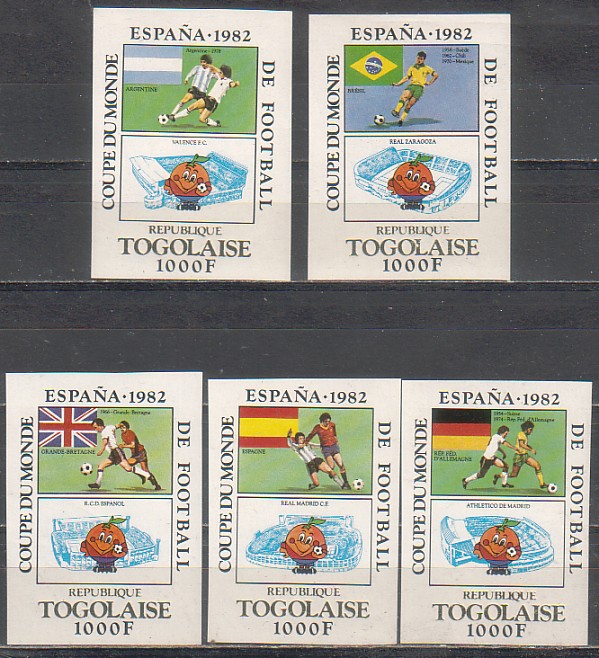 ESPAÑA·1982
COUPE DU MONDE
DE FOOTBALL
Argentine-1978
ARGENTINE
VALENCE F.C.
REPUBLIQUE
TOGOLAISE
1000F
ESPAÑA·1982
COUPE DU MONDE
DE FOOTBALL
1958-Suède
1962-Chili
1970-Mexique
BRÉSIL
REAL ZARAGOZA
REPUBLIQUE
TOGOLAISE
1000F
ESPAÑA·1982
COUPE DU MONDE
DE FOOTBALL
1966-Grande-Bretagne
GRANDE-BRETAGNE
R.C.D. ESPANOL
REPUBLIQUE
TOGOLAISE
1000F
ESPAÑA·1982
COUPE DU MONDE
DE FOOTBALL
ESPAGNE
REAL MADRID C.F.
REPUBLIQUE
TOGOLAISE
1000F
ESPAÑA·1982
COUPE DU MONDE
DE FOOTBALL
1954-Suisse
1974-Rép. Féd. d'Allemagne
RÉP. FÉD.
D'ALLEMAGNE
ATHLETICO DE MADRID
REPUBLIQUE
TOGOLAISE
1000F